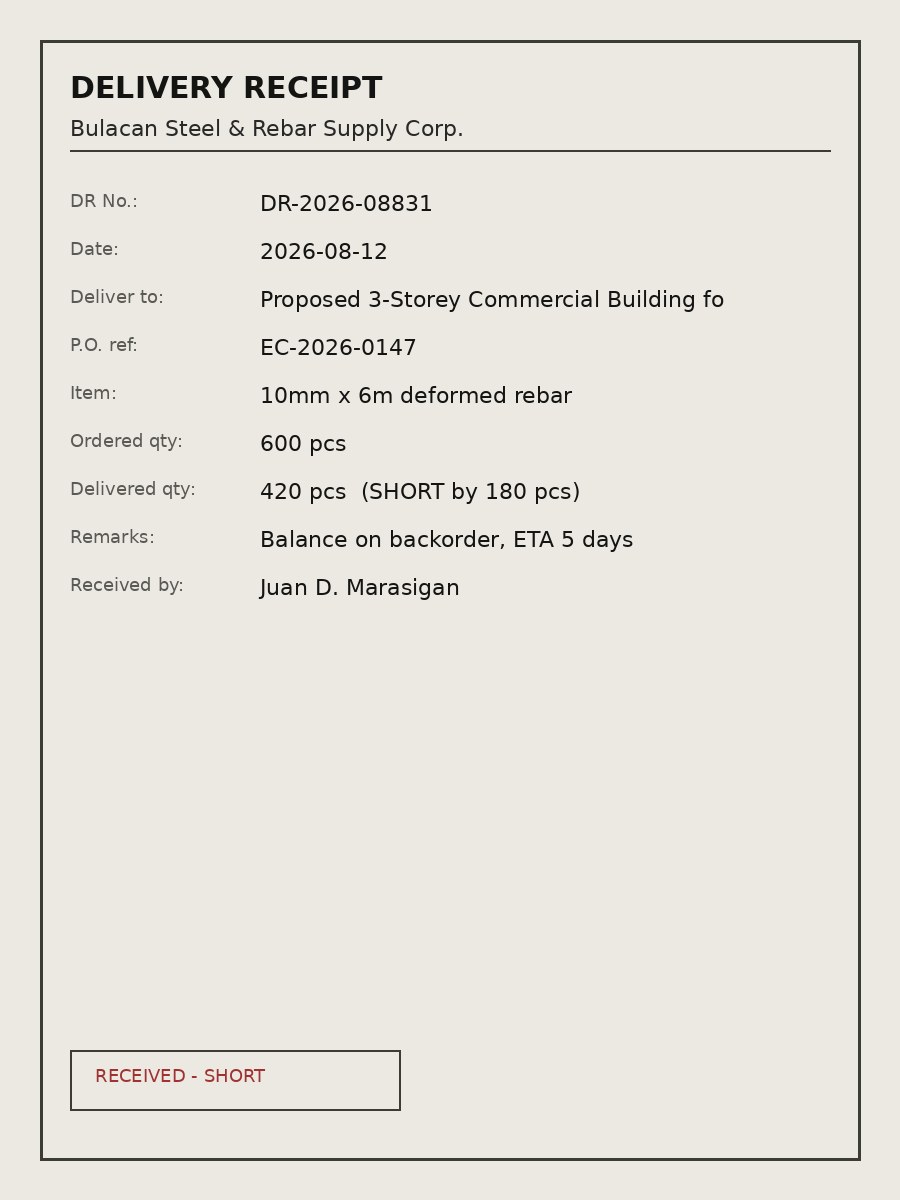 DELIVERY RECEIPT
Bulacan Steel & Rebar Supply Corp.
DR No.: DR-2026-08831
Date: 2026-08-12
Deliver to: Proposed 3-Storey Commercial Building fo
P.O. ref: EC-2026-0147
Item: 10mm x 6m deformed rebar
Ordered qty: 600 pcs
Delivered qty: 420 pcs (SHORT by 180 pcs)
Remarks: Balance on backorder, ETA 5 days
Received by: Juan D. Marasigan
RECEIVED - SHORT